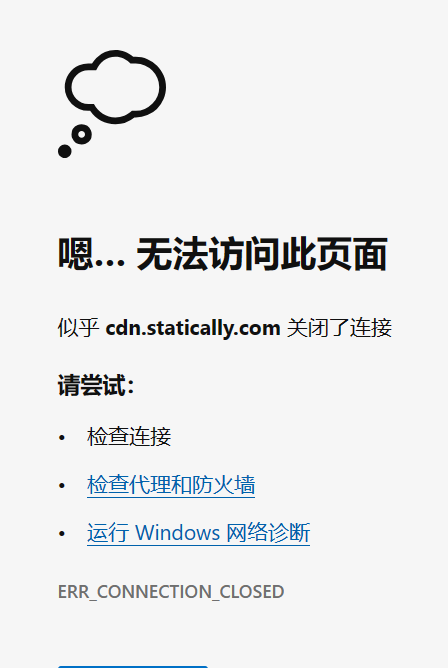 嗯… 无法访问此页面
似乎 cdn.statically.com 关闭了连接
请尝试：
• 检查连接
• 检查代理和防火墙
• 运行 Windows 网络诊断
ERR_CONNECTION_CLOSED